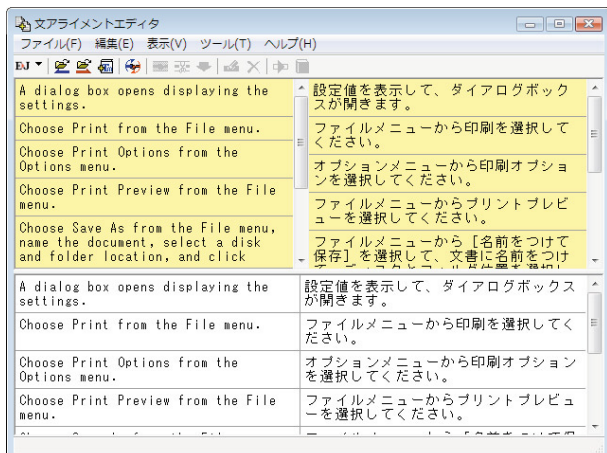 文アライメントエディタ
ファイル(F) 編集(E) 表示(V) ツール(T) ヘルプ(H)
EJ
A dialog box opens displaying the
settings.
設定値を表示して、ダイアログボック
スが開きます。
Choose Print from the File menu.
ファイルメニューから印刷を選択して
ください。
Choose Print Options from the
Options menu.
オプションメニューから印刷オプショ
ンを選択してください。
Choose Print Preview from the File
menu.
ファイルメニューからプリントプレビ
ューを選択してください。
Choose Save As from the File menu,
name the document, select a disk
and folder location, and click
ファイルメニューから［名前をつけて
保存］を選択して、文書に名前をつけ
A dialog box opens displaying the
settings.
設定値を表示して、ダイアログボックス
が開きます。
Choose Print from the File menu.
ファイルメニューから印刷を選択してく
ださい。
Choose Print Options from the
Options menu.
オプションメニューから印刷オプション
を選択してください。
Choose Print Preview from the File
menu.
ファイルメニューからプリントプレビュ
ーを選択してください。